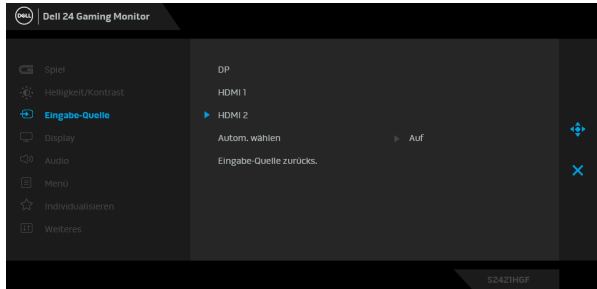 DELL
Dell 24 Gaming Monitor
Spiel
Helligkeit/Kontrast
Eingabe-Quelle
Display
Audio
Menü
Individualisieren
Weiteres
DP
HDMI 1
HDMI 2
Autom. wählen Auf
Eingabe-Quelle zurücks.
S2421HGF